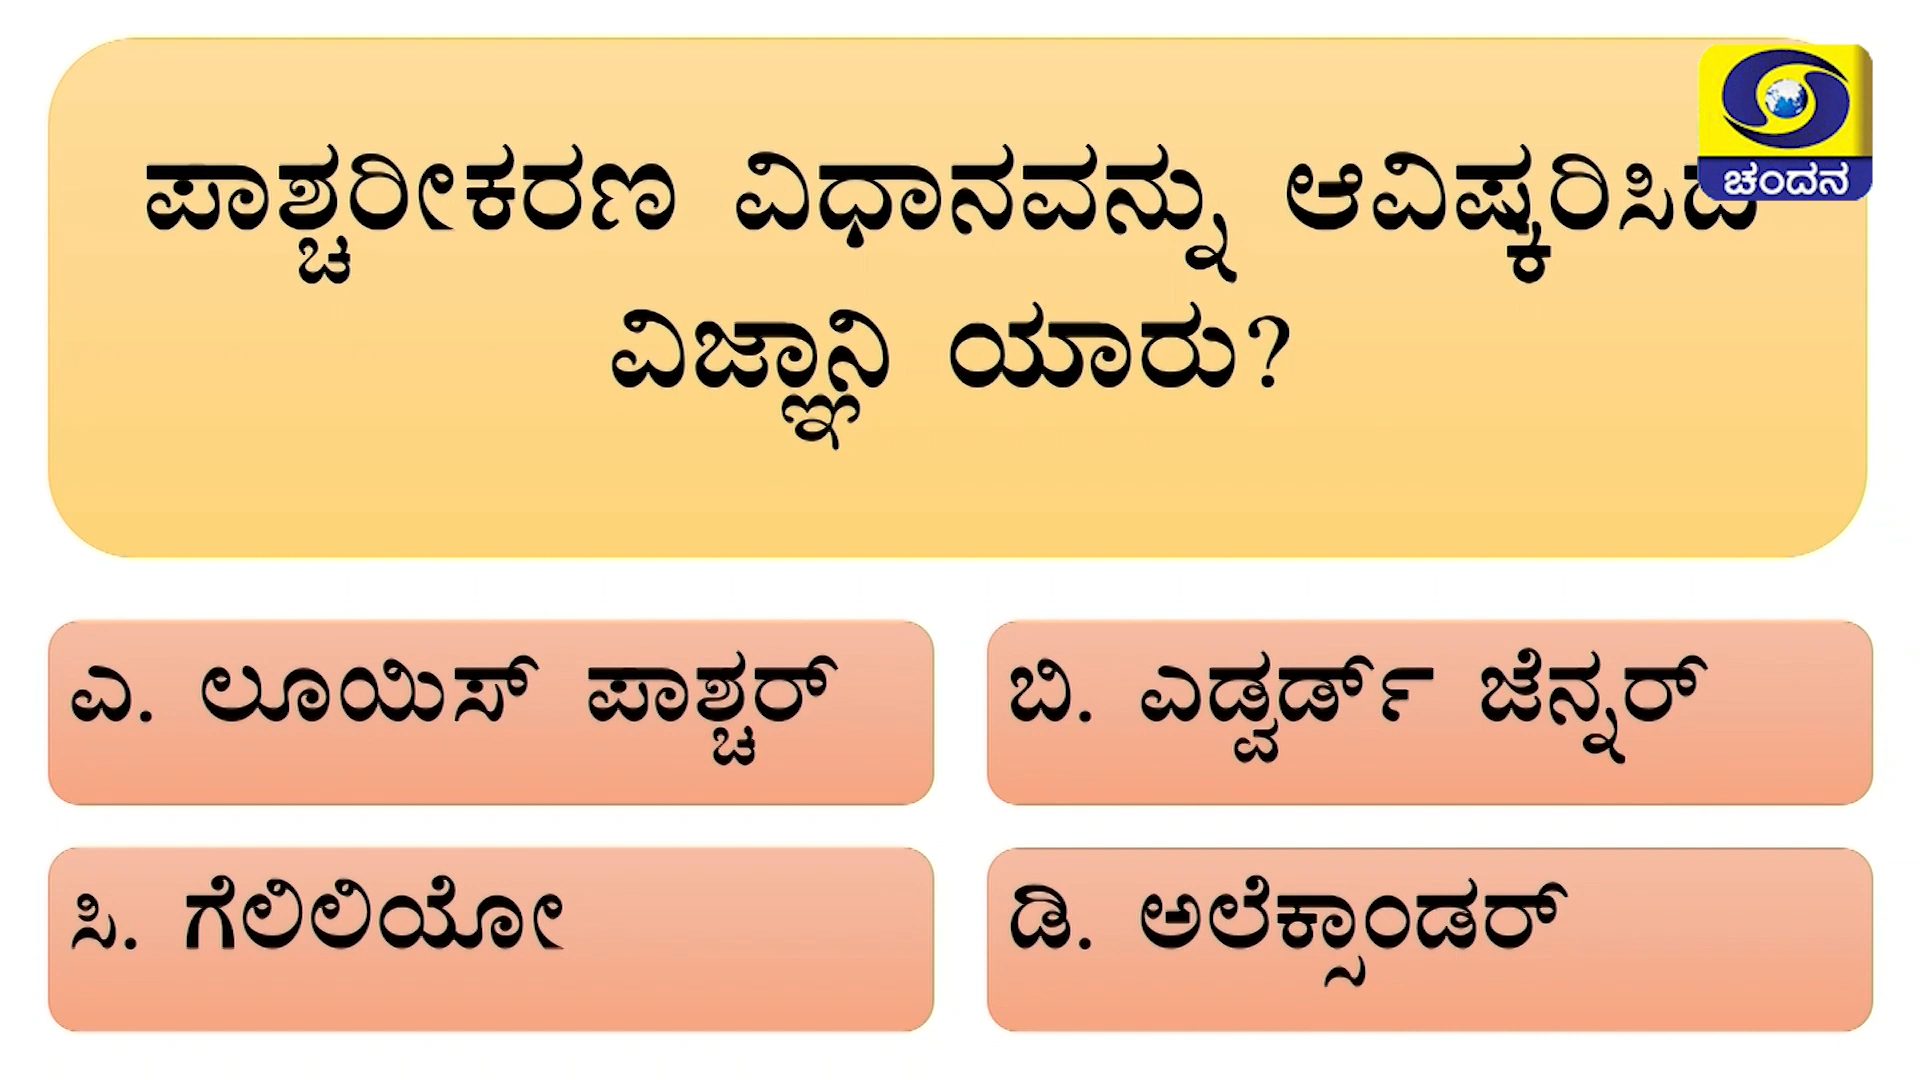 ಚಂದನ
ಪಾಶ್ಚರೀಕರಣ ವಿಧಾನವನ್ನು ಆವಿಷ್ಕರಿಸಿದ
ವಿಜ್ಞಾನಿ ಯಾರು?
ಎ. ಲೂಯಿಸ್ ಪಾಶ್ಚರ್
ಬಿ. ಎಡ್ವರ್ಡ್ ಜೆನ್ನರ್
ಸಿ. ಗೆಲಿಲಿಯೋ
ಡಿ. ಅಲೆಕ್ಸಾಂಡರ್